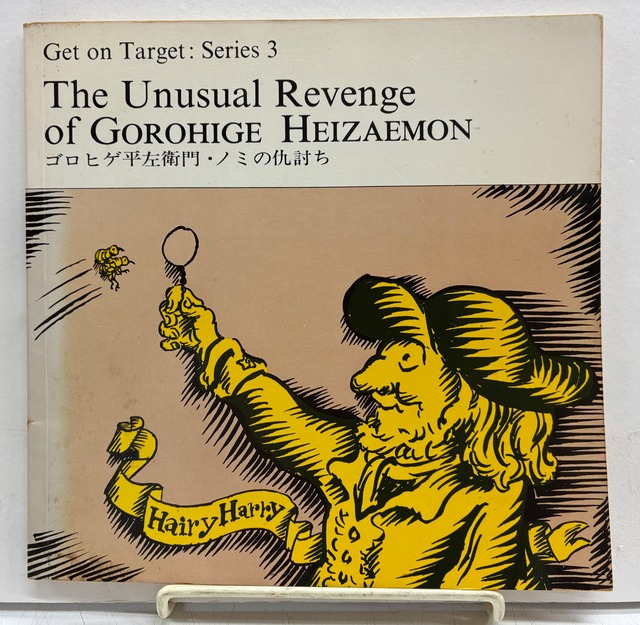 Get on Target: Series 3
The Unusual Revenge
of GOROHIGE HEIZAEMON
ゴロヒゲ平左衛門・ノミの仇討ち
Hairy Harry